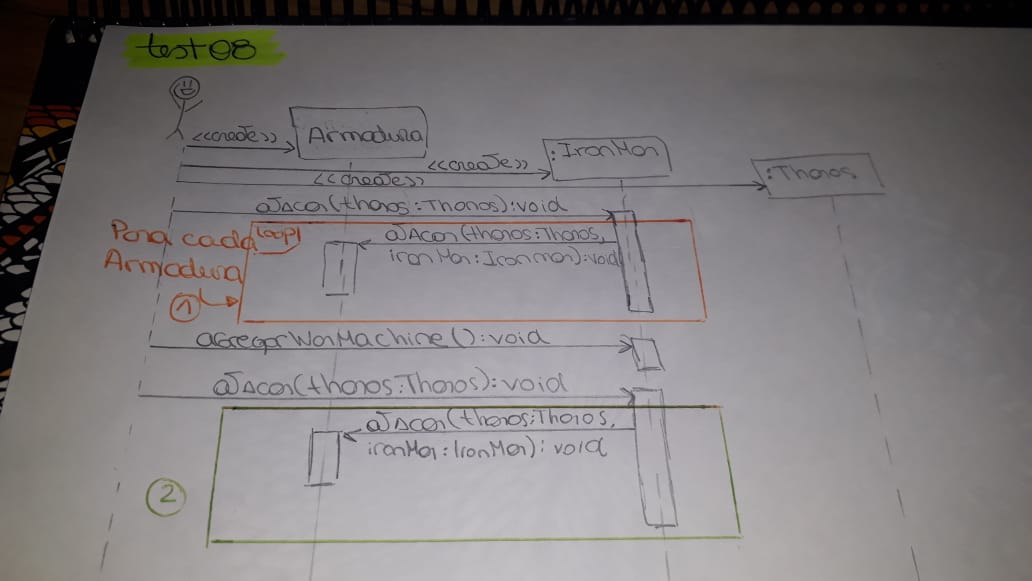 test08
<<create>>
Armadura
<<create>>
:IronMan
<<create>>
:Thanos
atacar(thanos:Thanos):void
Para cada
Armadura
1
Loop
atacar(thanos:Thanos,
ironMan:IronMan):void
agregarWarMachine():void
atacar(thanos:Thanos):void
2
atacar(thanos:Thanos,
ironMan:IronMan):void